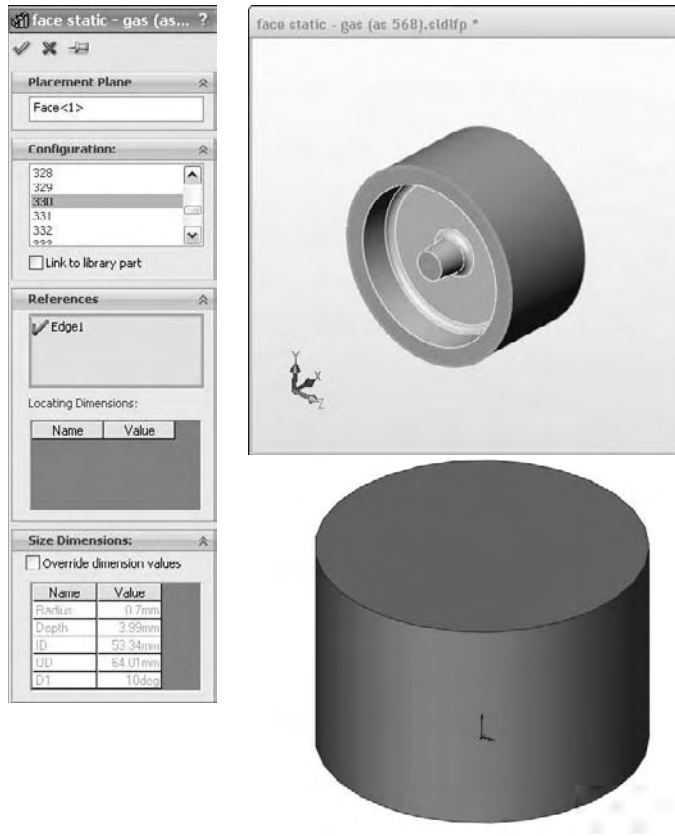 face static - gas (as... ?
Placement Plane
Face<1>
Configuration:
328
329
330
331
332
333
Link to library part
References
Edge1
Locating Dimensions:
Name Value
Size Dimensions:
Override dimension values
Name Value
Radius 0.7mm
Depth 3.99mm
ID 53.34mm
OD 64.01mm
D1 10deg
face static - gas (as 568).sldlfp *
Y
X
Z